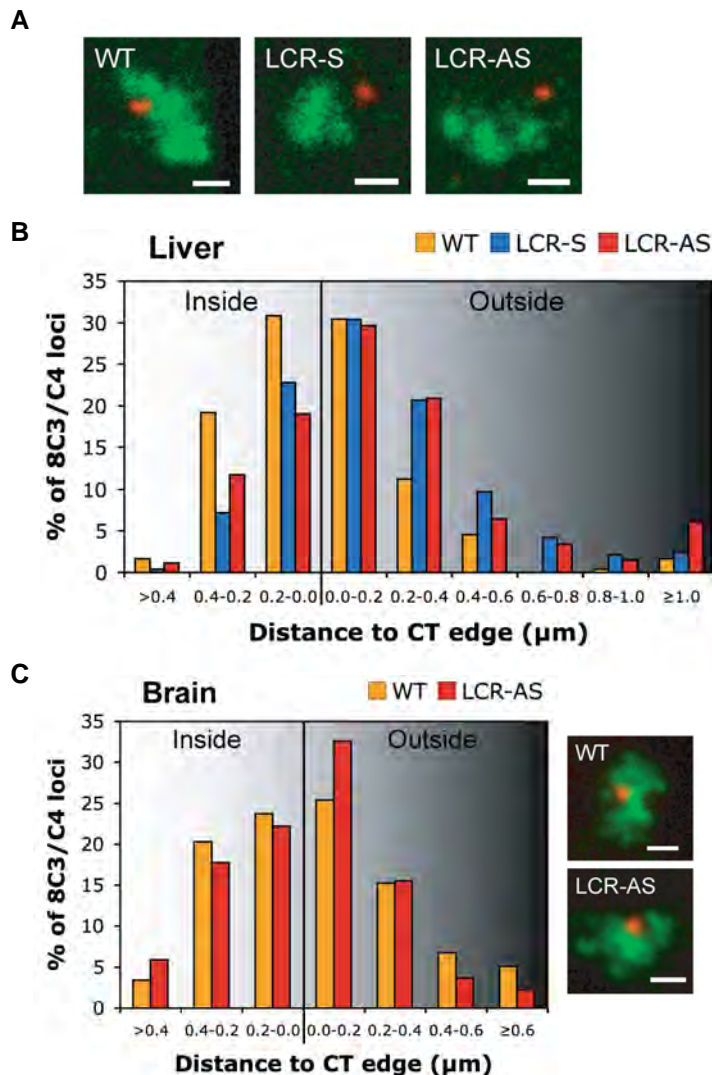 A
WT
LCR-S
LCR-AS
B
Liver
WT LCR-S LCR-AS
Inside
Outside
35
30
25
20
15
10
5
0
% of 8C3/C4 loci
>0.4 0.4-0.2 0.2-0.0 0.0-0.2 0.2-0.4 0.4-0.6 0.6-0.8 0.8-1.0 ≥1.0
Distance to CT edge (µm)
C
Brain
WT LCR-AS
Inside
Outside
35
30
25
20
15
10
5
0
% of 8C3/C4 loci
>0.4 0.4-0.2 0.2-0.0 0.0-0.2 0.2-0.4 0.4-0.6 ≥0.6
Distance to CT edge (µm)
WT
LCR-AS